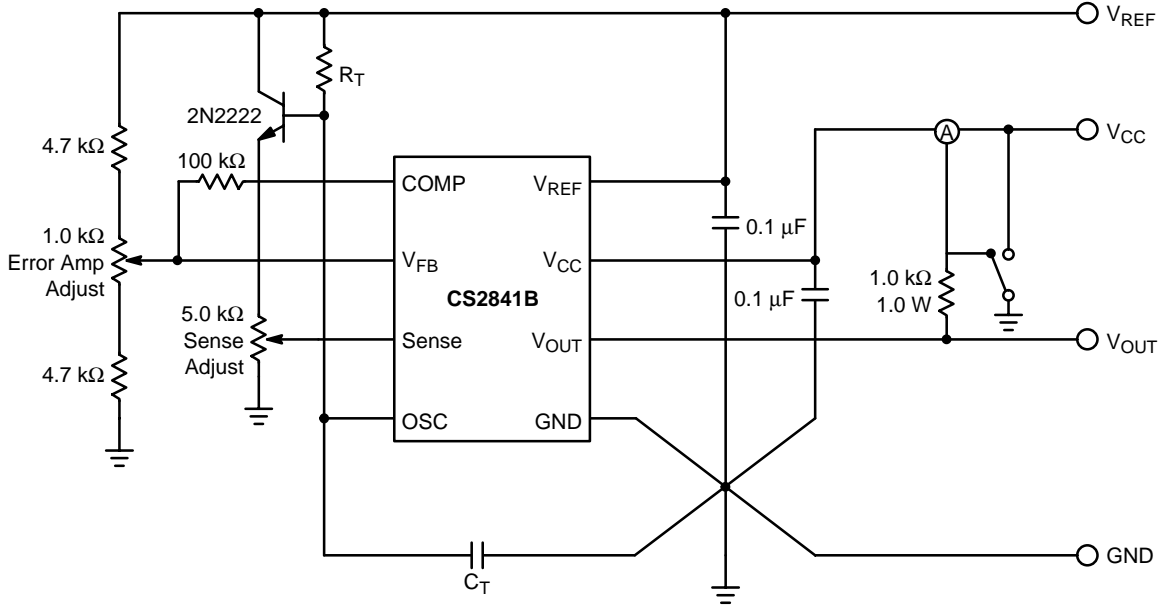 V_REF
R_T
2N2222
V_CC
A
4.7 kΩ
100 kΩ
COMP
V_REF
0.1 μF
1.0 kΩ
Error Amp
Adjust
V_FB
V_CC
CS2841B
0.1 μF
1.0 kΩ
1.0 W
5.0 kΩ
Sense
Adjust
Sense
V_OUT
V_OUT
4.7 kΩ
OSC
GND
C_T
GND